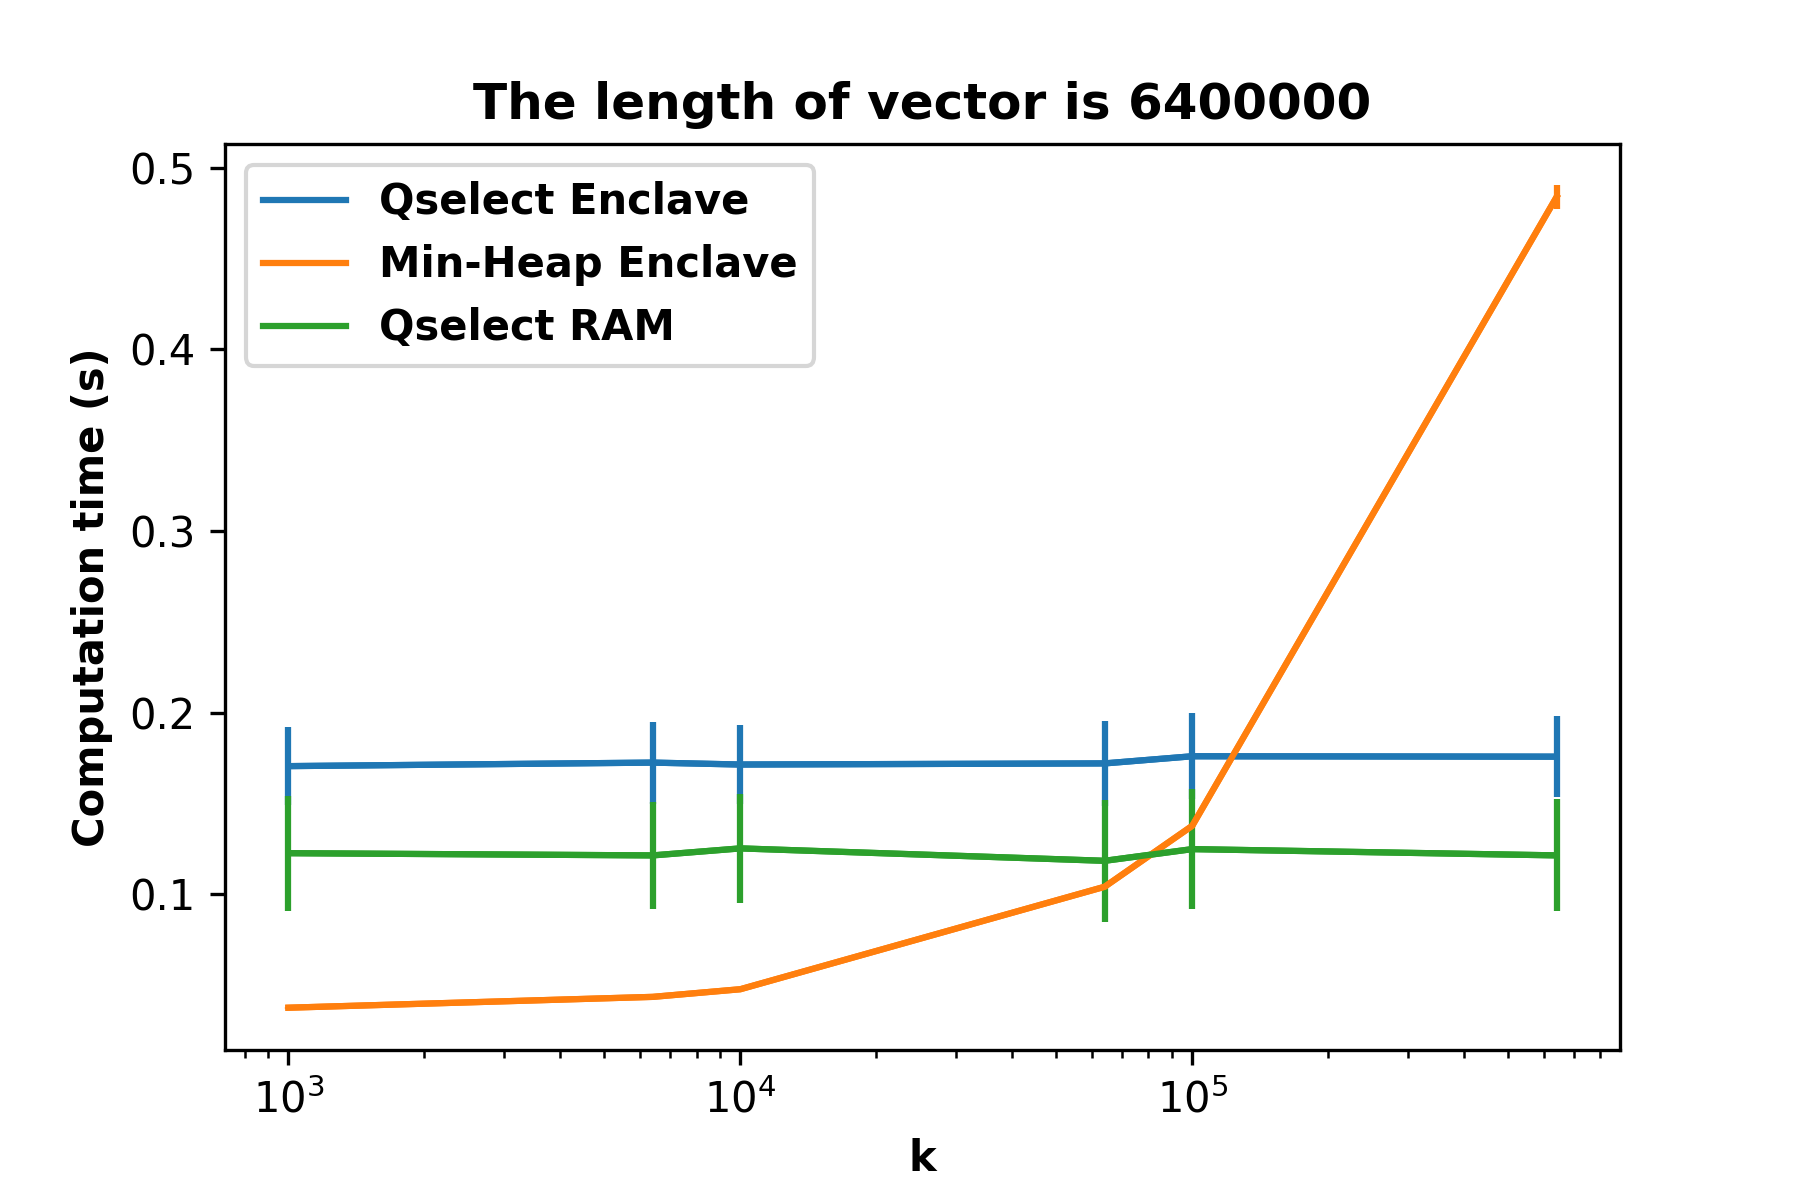 The length of vector is 6400000
Qselect Enclave
Min-Heap Enclave
Qselect RAM
Computation time (s)
0.5
0.4
0.3
0.2
0.1
10³
10⁴
10⁵
k